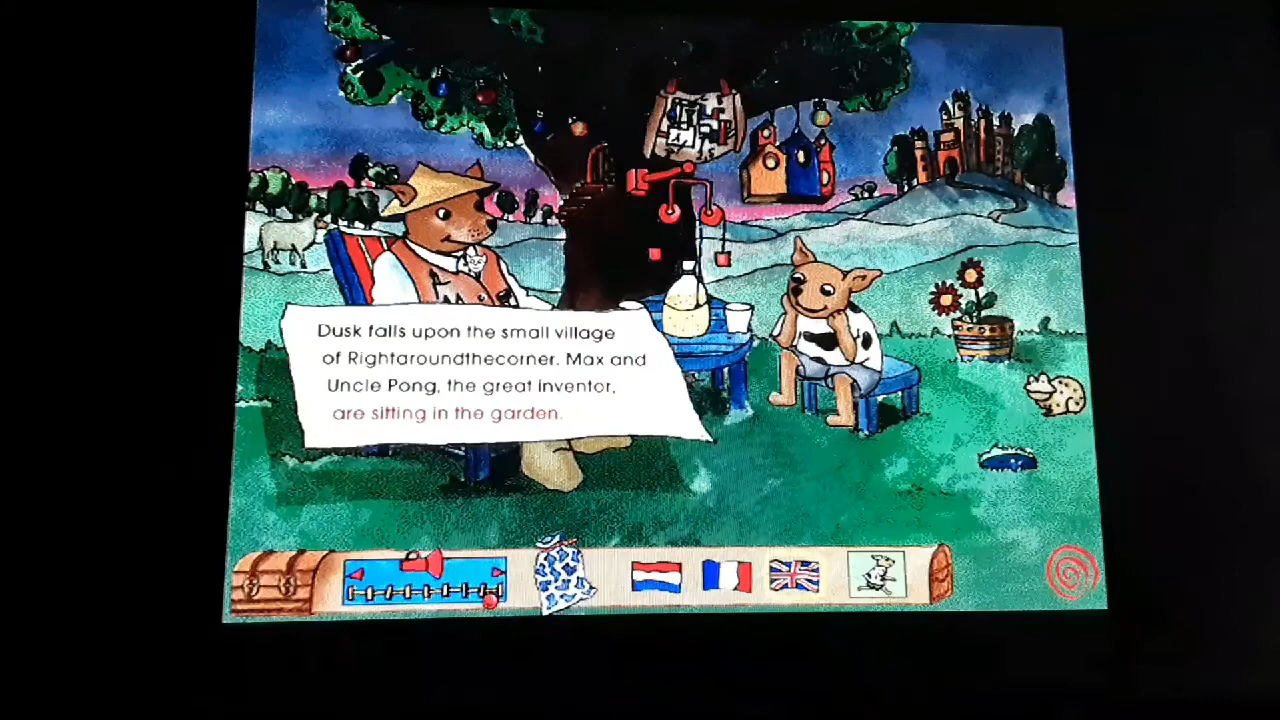 Dusk falls upon the small village
of Rightaroundthecorner. Max and
Uncle Pong, the great inventor,
are sitting in the garden.